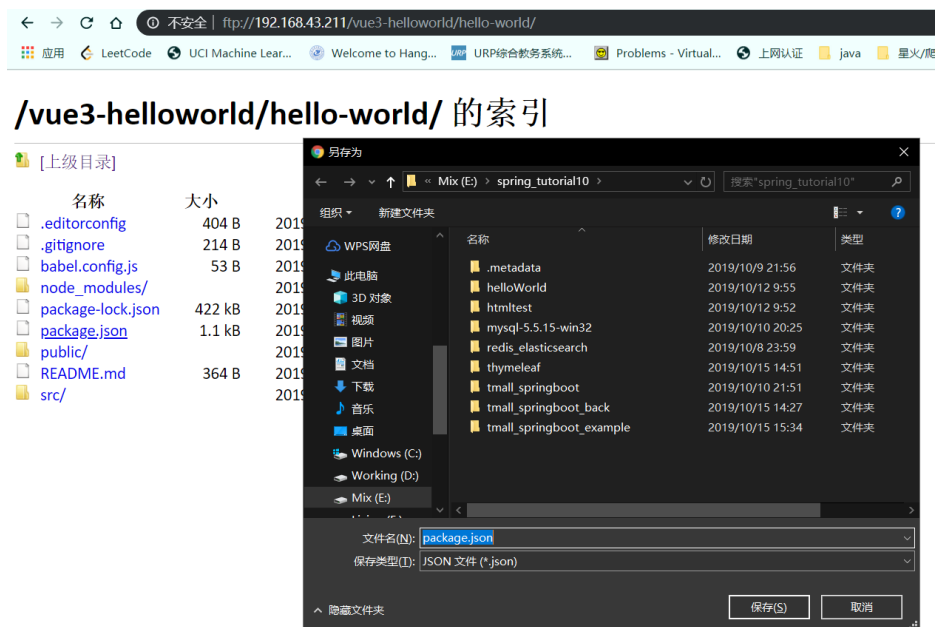 不安全 | ftp://192.168.43.211/vue3-helloworld/hello-world/
应用 LeetCode UCI Machine Lear... Welcome to Hang... URP URP综合教务系统... Problems - Virtual... 上网认证 java 星火/爬
/vue3-helloworld/hello-world/ 的索引
[上级目录]
名称 大小
.editorconfig 404 B 2019
.gitignore 214 B 2019
babel.config.js 53 B 2019
node_modules/ 2019
package-lock.json 422 kB 2019
package.json 1.1 kB 2019
public/ 2019
README.md 364 B 2019
src/ 2019
另存为
« Mix (E:) › spring_tutorial10 ›
搜索"spring_tutorial10"
组织 新建文件夹
WPS网盘
此电脑
3D 对象
视频
图片
文档
下载
音乐
桌面
Windows (C:)
Working (D:)
Mix (E:)
名称 修改日期 类型
.metadata 2019/10/9 21:56 文件夹
helloWorld 2019/10/12 9:55 文件夹
htmltest 2019/10/12 9:52 文件夹
mysql-5.5.15-win32 2019/10/10 20:25 文件夹
redis_elasticsearch 2019/10/8 23:59 文件夹
thymeleaf 2019/10/15 14:51 文件夹
tmall_springboot 2019/10/10 21:51 文件夹
tmall_springboot_back 2019/10/15 14:27 文件夹
tmall_springboot_example 2019/10/15 15:34 文件夹
文件名(N): package.json
保存类型(T): JSON 文件 (*.json)
隐藏文件夹
保存(S) 取消